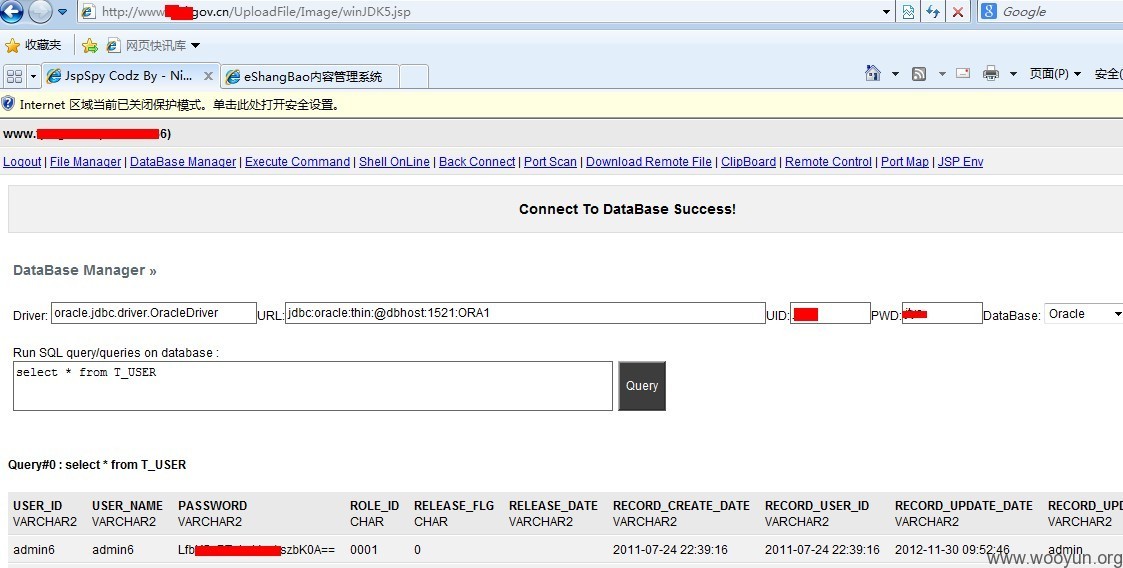 http://www. gov.cn/UploadFile/Image/winJDK5.jsp
Google
收藏夹 网页快讯库
JspSpy Codz By - Ni... eShangBao内容管理系统 页面(P) 安全(
Internet 区域当前已关闭保护模式。单击此处打开安全设置。
www. 6)
Logout | File Manager | DataBase Manager | Execute Command | Shell OnLine | Back Connect | Port Scan | Download Remote File | ClipBoard | Remote Control | Port Map | JSP Env
Connect To DataBase Success!
DataBase Manager »
Driver: oracle.jdbc.driver.OracleDriver URL: jdbc:oracle:thin:@dbhost:1521:ORA1 UID: PWD: DataBase: Oracle
Run SQL query/queries on database :
select * from T_USER
Query
Query#0 : select * from T_USER
USER_ID USER_NAME PASSWORD ROLE_ID RELEASE_FLG RELEASE_DATE RECORD_CREATE_DATE RECORD_USER_ID RECORD_UPDATE_DATE RECORD_UPD
VARCHAR2 VARCHAR2 VARCHAR2 CHAR CHAR VARCHAR2 VARCHAR2 VARCHAR2 VARCHAR2 VARCHAR2
admin6 admin6 Lfb szbK0A== 0001 0 2011-07-24 22:39:16 2011-07-24 22:39:16 2012-11-30 09:52:46 admin
www.wooyun.org